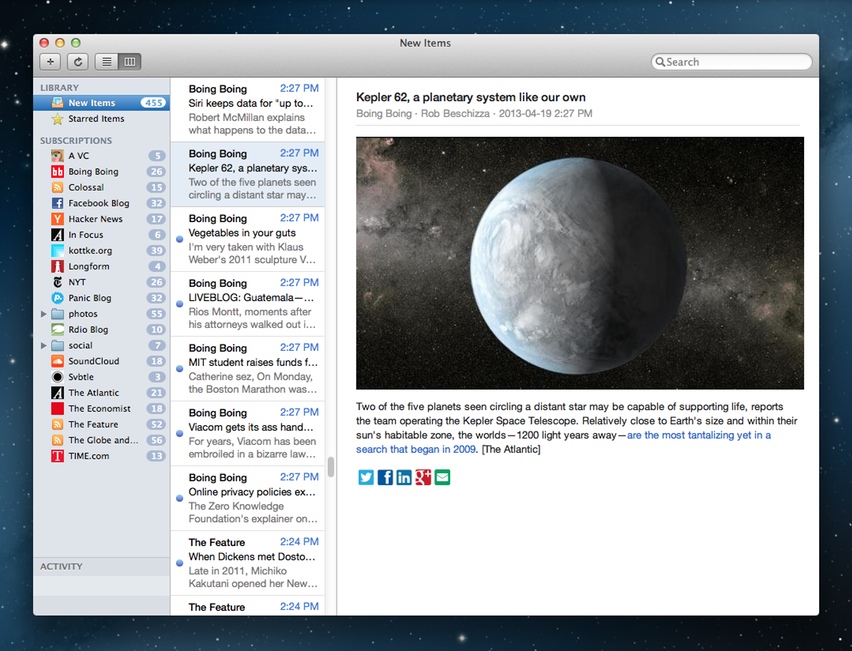 New Items
Search
LIBRARY
New Items 455
Starred Items
SUBSCRIPTIONS
A VC 5
Boing Boing 26
Colossal 15
Facebook Blog 32
Hacker News 17
In Focus 6
kottke.org 39
Longform 4
NYT 26
Panic Blog 32
photos 55
Rdio Blog 10
social 7
SoundCloud 18
Svbtle 3
The Atlantic 21
The Economist 18
The Feature 52
The Globe and... 56
TIME.com 13
ACTIVITY
Boing Boing 2:27 PM
Siri keeps data for "up to...
Robert McMillan explains
what happens to the data...
Boing Boing 2:27 PM
Kepler 62, a planetary sys...
Two of the five planets seen
circling a distant star may...
Boing Boing 2:27 PM
Vegetables in your guts
I'm very taken with Klaus
Weber's 2011 sculpture V...
Boing Boing 2:27 PM
LIVEBLOG: Guatemala—...
Rios Montt, moments after
his attorneys walked out i...
Boing Boing 2:27 PM
MIT student raises funds f...
Catherine sez, On Monday,
the Boston Marathon was...
Boing Boing 2:27 PM
Viacom gets its ass hand...
For years, Viacom has been
embroiled in a bizarre law...
Boing Boing 2:27 PM
Online privacy policies ex...
The Zero Knowledge
Foundation's explainer on...
The Feature 2:24 PM
When Dickens met Dosto...
Late in 2011, Michiko
Kakutani opened her New...
The Feature 2:24 PM
Kepler 62, a planetary system like our own
Boing Boing · Rob Beschizza · 2013-04-19 2:27 PM
Two of the five planets seen circling a distant star may be capable of supporting life, reports
the team operating the Kepler Space Telescope. Relatively close to Earth's size and within their
sun's habitable zone, the worlds—1200 light years away—are the most tantalizing yet in a
search that began in 2009. [The Atlantic]